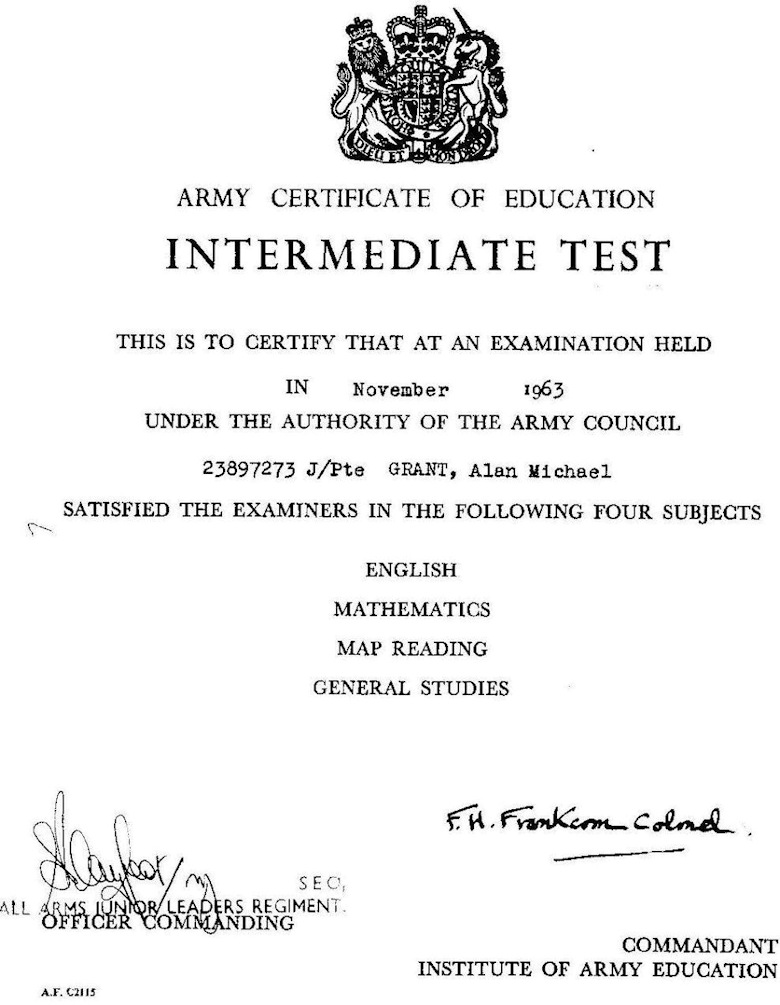 DIEU ET MON DROIT
ARMY CERTIFICATE OF EDUCATION
INTERMEDIATE TEST
THIS IS TO CERTIFY THAT AT AN EXAMINATION HELD
IN November 1963
UNDER THE AUTHORITY OF THE ARMY COUNCIL
23897273 J/Pte GRANT, Alan Michael
SATISFIED THE EXAMINERS IN THE FOLLOWING FOUR SUBJECTS
ENGLISH
MATHEMATICS
MAP READING
GENERAL STUDIES
F.H. Frankcom Colonel.
SEO,
ALL ARMS JUNIOR LEADERS REGIMENT.
OFFICER COMMANDING
COMMANDANT
INSTITUTE OF ARMY EDUCATION
A.F. C2115